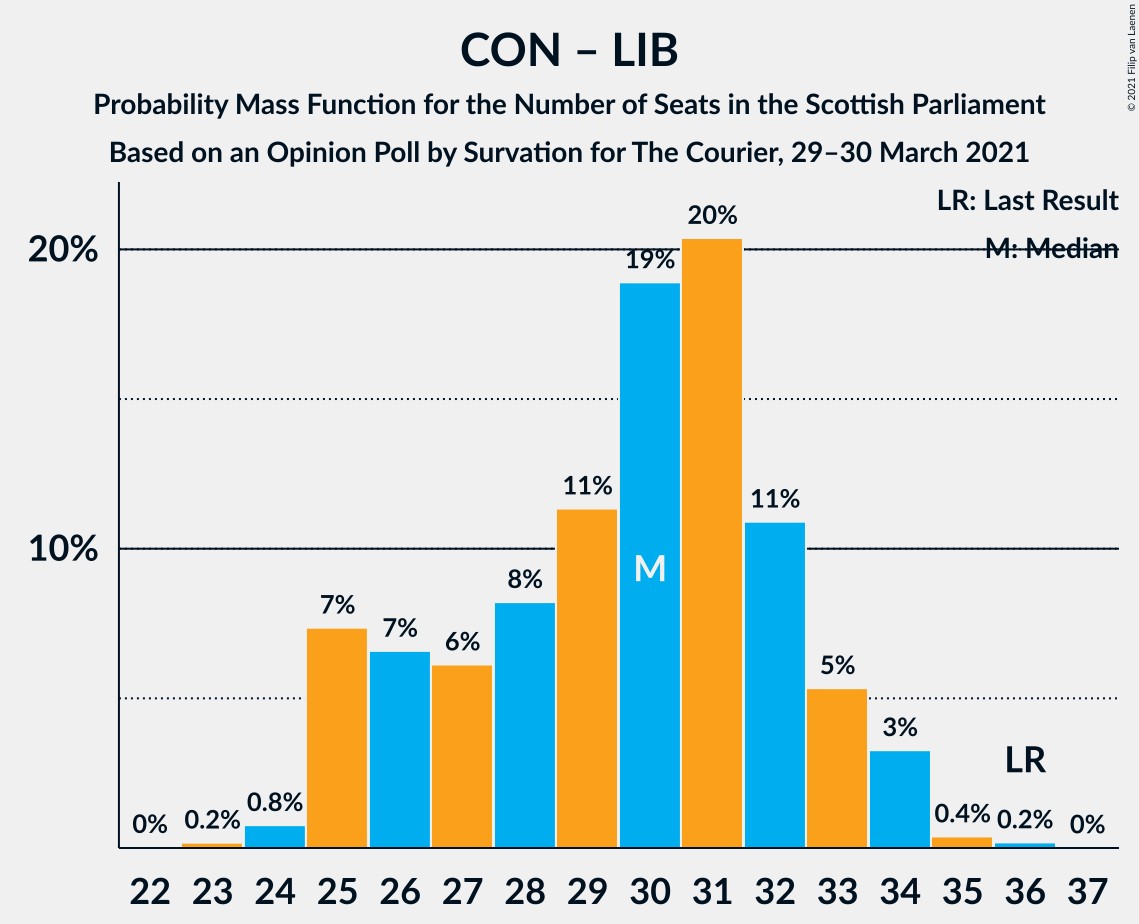 CON – LIB
Probability Mass Function for the Number of Seats in the Scottish Parliament
Based on an Opinion Poll by Survation for The Courier, 29–30 March 2021
© 2021 Filip van Laenen
LR: Last Result
M: Median
20%
10%
0%
0.2%
0.8%
7%
7%
6%
8%
11%
19%
20%
11%
5%
3%
0.4%
0.2%
0%
M
LR
22 23 24 25 26 27 28 29 30 31 32 33 34 35 36 37